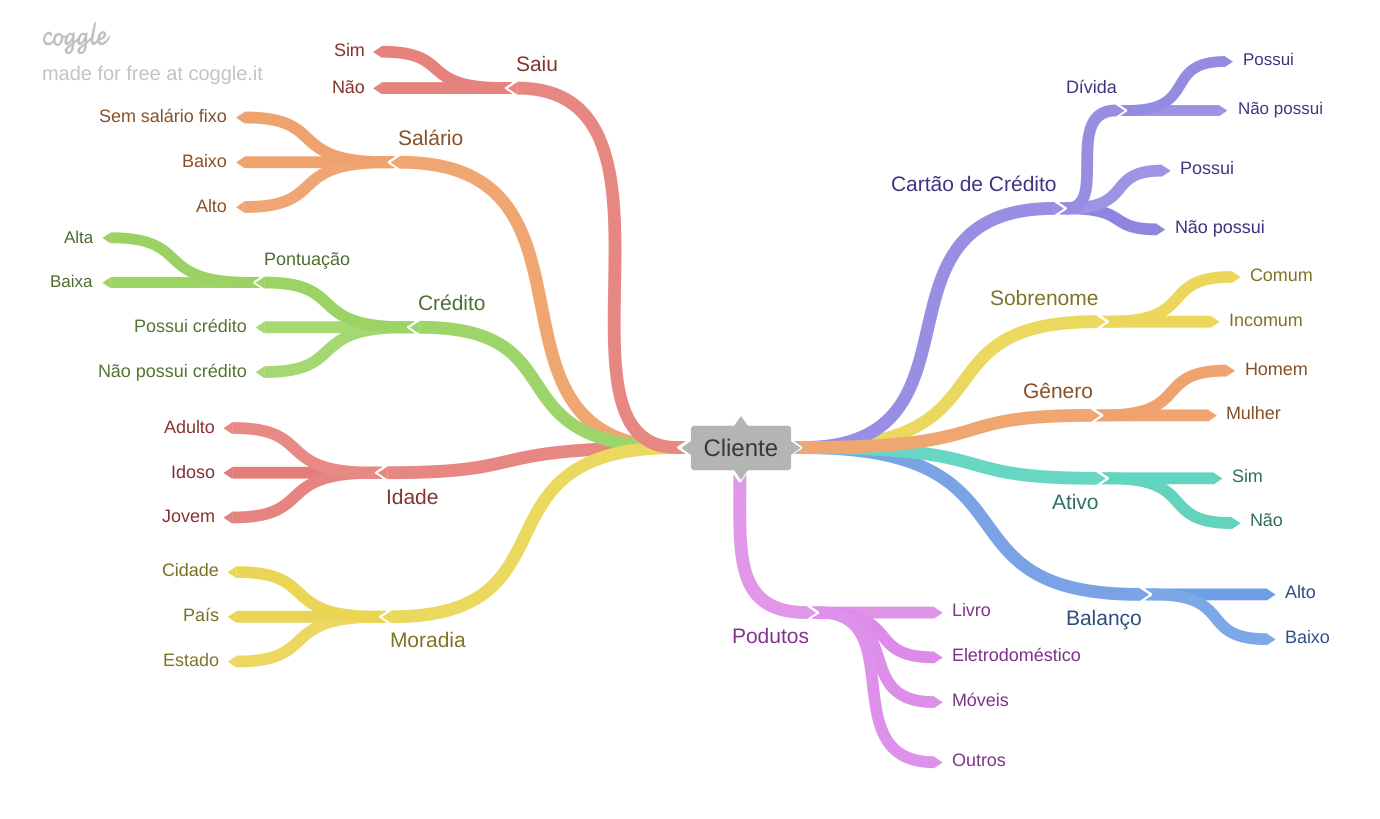 coggle
made for free at coggle.it
Saiu
Sim
Não
Salário
Sem salário fixo
Baixo
Alto
Crédito
Pontuação
Alta
Baixa
Possui crédito
Não possui crédito
Idade
Adulto
Idoso
Jovem
Moradia
Cidade
País
Estado
Cliente
Cartão de Crédito
Dívida
Possui
Não possui
Possui
Não possui
Sobrenome
Comum
Incomum
Gênero
Homem
Mulher
Ativo
Sim
Não
Balanço
Alto
Baixo
Podutos
Livro
Eletrodoméstico
Móveis
Outros